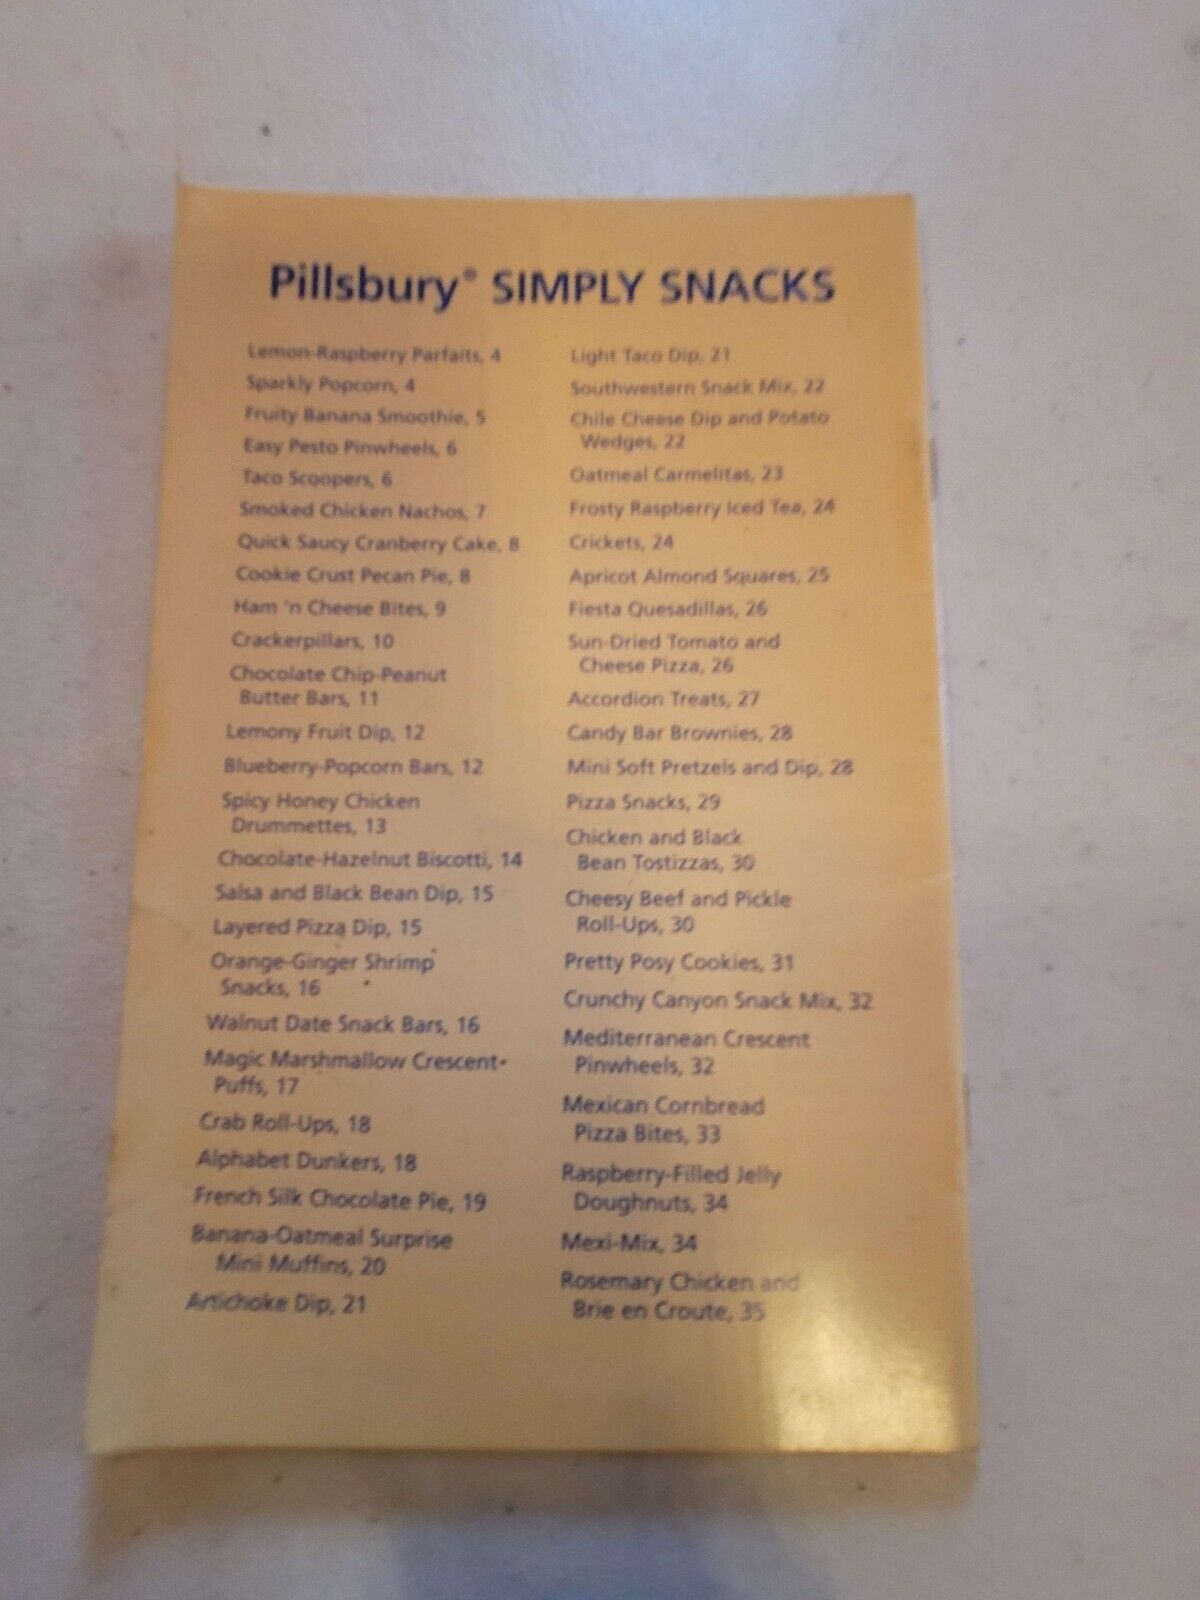 Pillsbury® SIMPLY SNACKS
Lemon-Raspberry Parfaits, 4
Sparkly Popcorn, 4
Fruity Banana Smoothie, 5
Easy Pesto Pinwheels, 6
Taco Scoopers, 6
Smoked Chicken Nachos, 7
Quick Saucy Cranberry Cake, 8
Cookie Crust Pecan Pie, 8
Ham 'n Cheese Bites, 9
Crackerpillars, 10
Chocolate Chip-Peanut
Butter Bars, 11
Lemony Fruit Dip, 12
Blueberry-Popcorn Bars, 12
Spicy Honey Chicken
Drummettes, 13
Chocolate-Hazelnut Biscotti, 14
Salsa and Black Bean Dip, 15
Layered Pizza Dip, 15
Orange-Ginger Shrimp
Snacks, 16
Walnut Date Snack Bars, 16
Magic Marshmallow Crescent
Puffs, 17
Crab Roll-Ups, 18
Alphabet Dunkers, 18
French Silk Chocolate Pie, 19
Banana-Oatmeal Surprise
Mini Muffins, 20
Artichoke Dip, 21
Light Taco Dip, 21
Southwestern Snack Mix, 22
Chile Cheese Dip and Potato
Wedges, 22
Oatmeal Carmelitas, 23
Frosty Raspberry Iced Tea, 24
Crickets, 24
Apricot Almond Squares, 25
Fiesta Quesadillas, 26
Sun-Dried Tomato and
Cheese Pizza, 26
Accordion Treats, 27
Candy Bar Brownies, 28
Mini Soft Pretzels and Dip, 28
Pizza Snacks, 29
Chicken and Black
Bean Tostizzas, 30
Cheesy Beef and Pickle
Roll-Ups, 30
Pretty Posy Cookies, 31
Crunchy Canyon Snack Mix, 32
Mediterranean Crescent
Pinwheels, 32
Mexican Cornbread
Pizza Bites, 33
Raspberry-Filled Jelly
Doughnuts, 34
Mexi-Mix, 34
Rosemary Chicken and
Brie en Croute, 35